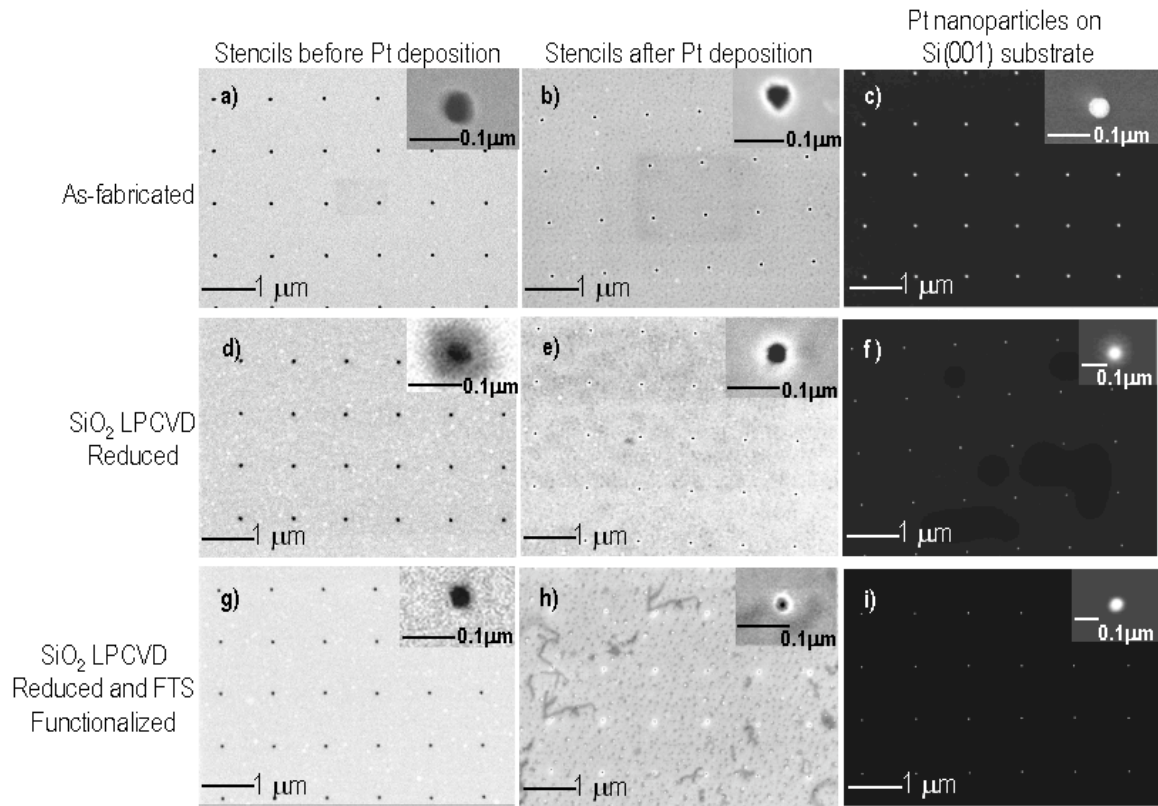 Stencils before Pt deposition
Stencils after Pt deposition
Pt nanoparticles on
Si(001) substrate
As-fabricated
a)
0.1μm
1 μm
b)
0.1μm
1 μm
c)
0.1μm
1 μm
SiO₂ LPCVD
Reduced
d)
0.1μm
1 μm
e)
0.1μm
1 μm
f)
0.1μm
1 μm
SiO₂ LPCVD
Reduced and FTS
Functionalized
g)
0.1μm
1 μm
h)
0.1μm
1 μm
i)
0.1μm
1 μm